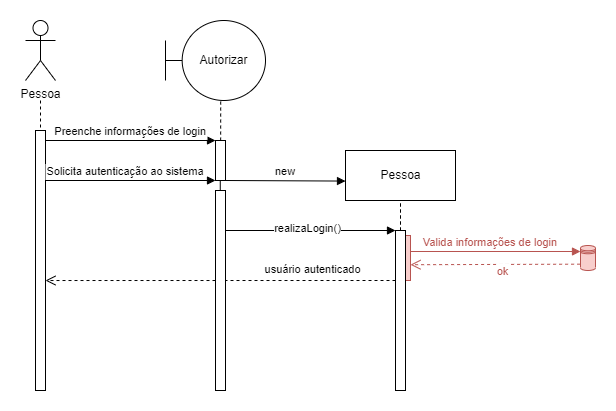 Autorizar
Pessoa
Preenche informações de login
Solicita autenticação ao sistema
new
Pessoa
realizaLogin()
Valida informações de login
usuário autenticado
ok